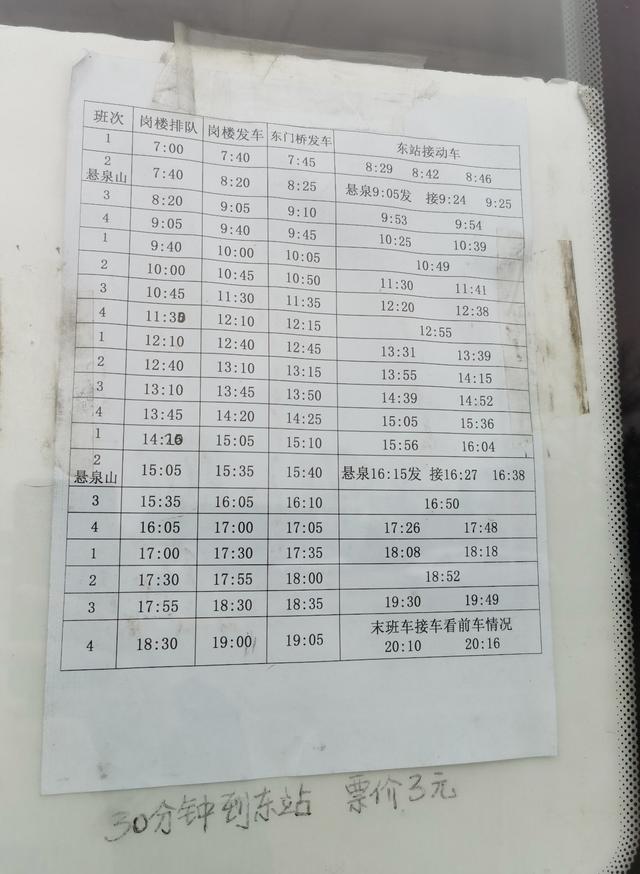 班次 岗楼排队 岗楼发车 东门桥发车 东站接动车
1 7:00 7:40 7:45 8:29 8:42 8:46
2
悬泉山 7:40 8:20 8:25 悬泉9:05发 接9:24 9:25
3 8:20 9:05 9:10 9:53 9:54
4 9:05 9:40 9:45 10:25 10:39
1 9:40 10:00 10:05 10:49
2 10:00 10:45 10:50 11:30 11:41
3 10:45 11:30 11:35 12:20 12:38
4 12:10 12:15 12:55
1 12:10 12:40 12:45 13:31 13:39
2 12:40 13:10 13:15 13:55 14:15
3 13:10 13:45 13:50 14:39 14:52
4 13:45 14:20 14:25 15:05 15:36
1 15:05 15:10 15:56 16:04
2
悬泉山 15:05 15:35 15:40 悬泉16:15发 接16:27 16:38
3 15:35 16:05 16:10 16:50
4 16:05 17:00 17:05 17:26 17:48
1 17:00 17:30 17:35 18:08 18:18
2 17:30 17:55 18:00 18:52
3 17:55 18:30 18:35 19:30 19:49
4 18:30 19:00 19:05 末班车接车看前车情况
20:10 20:16
30分钟到东站 票价3元